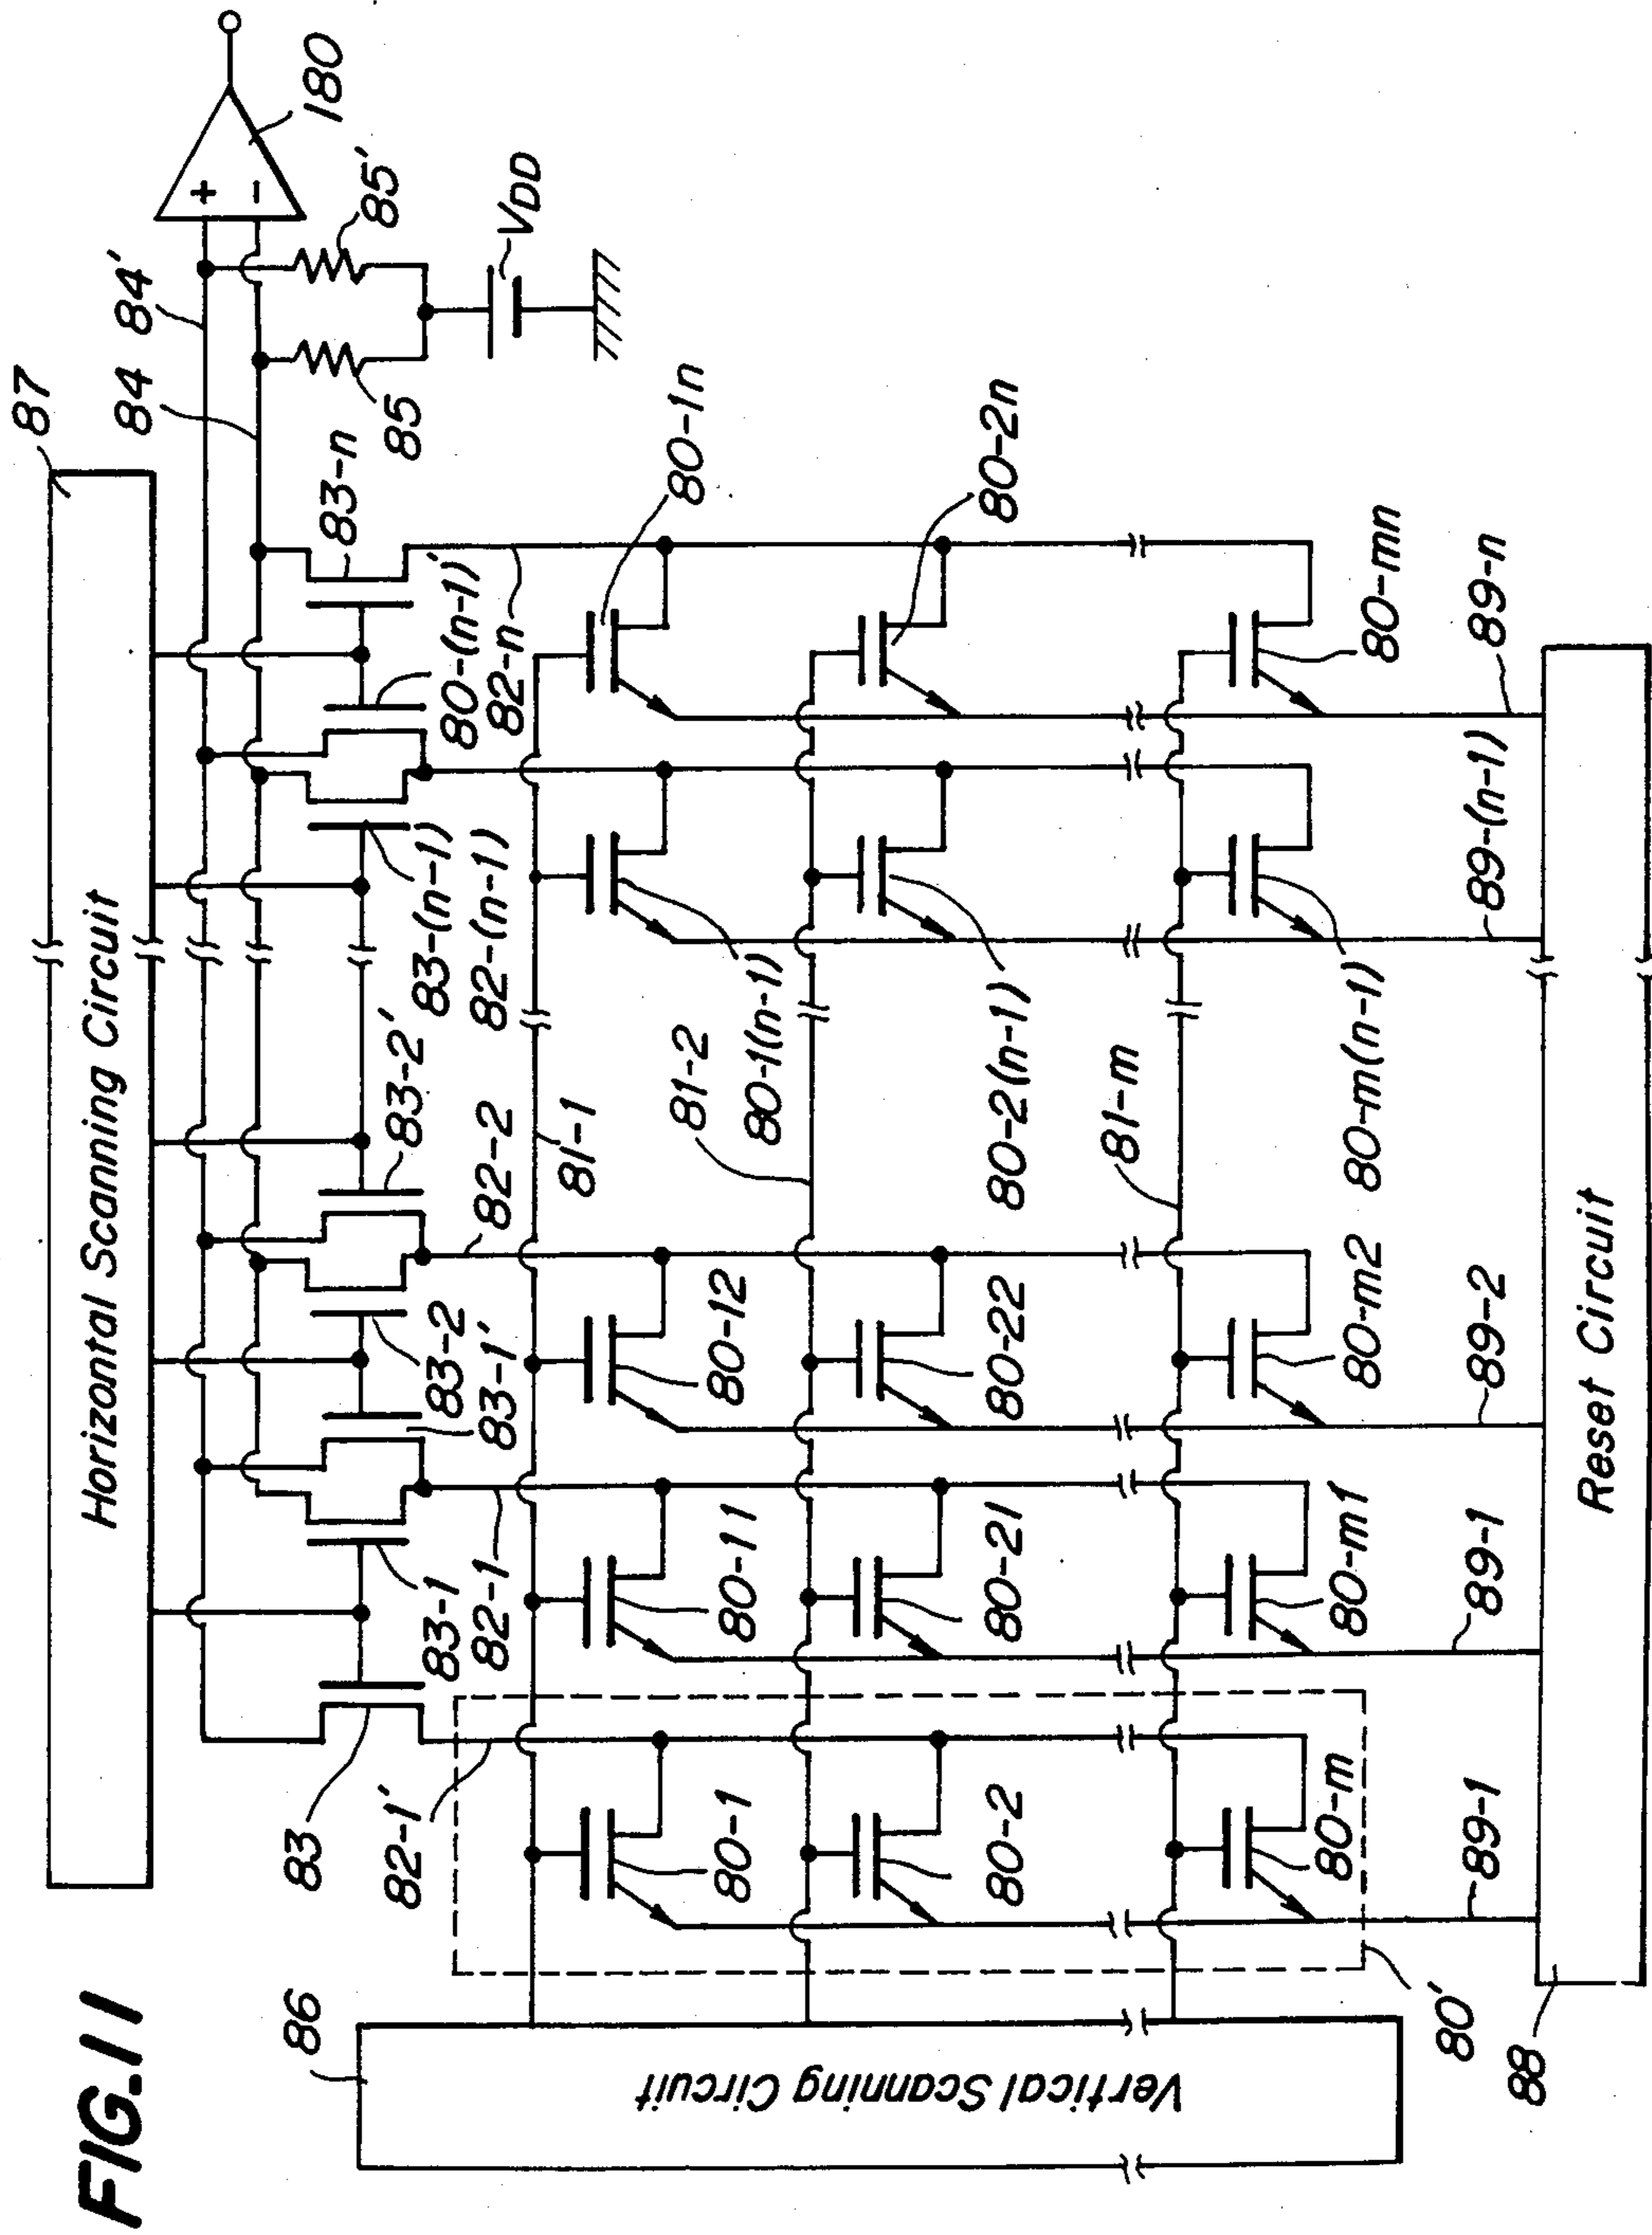 FIG.11
87
Horizontal Scanning Circuit
84
84'
180
+
-
85
85'
VDD
83
83-1
83-1'
83-2
83-2'
83-(n-1)
80-(n-1)'
83-n
82-1'
82-1
82-2
82-(n-1)
82-n
86
Vertical Scanning Circuit
81-1
80-1
80-11
80-12
80-1(n-1)
80-1n
81-2
80-2
80-21
80-22
80-2(n-1)
80-2n
81-m
80-m
80-m1
80-m2
80-m(n-1)
80-mn
80'
89-1
89-1
89-2
89-(n-1)
89-n
88
Reset Circuit